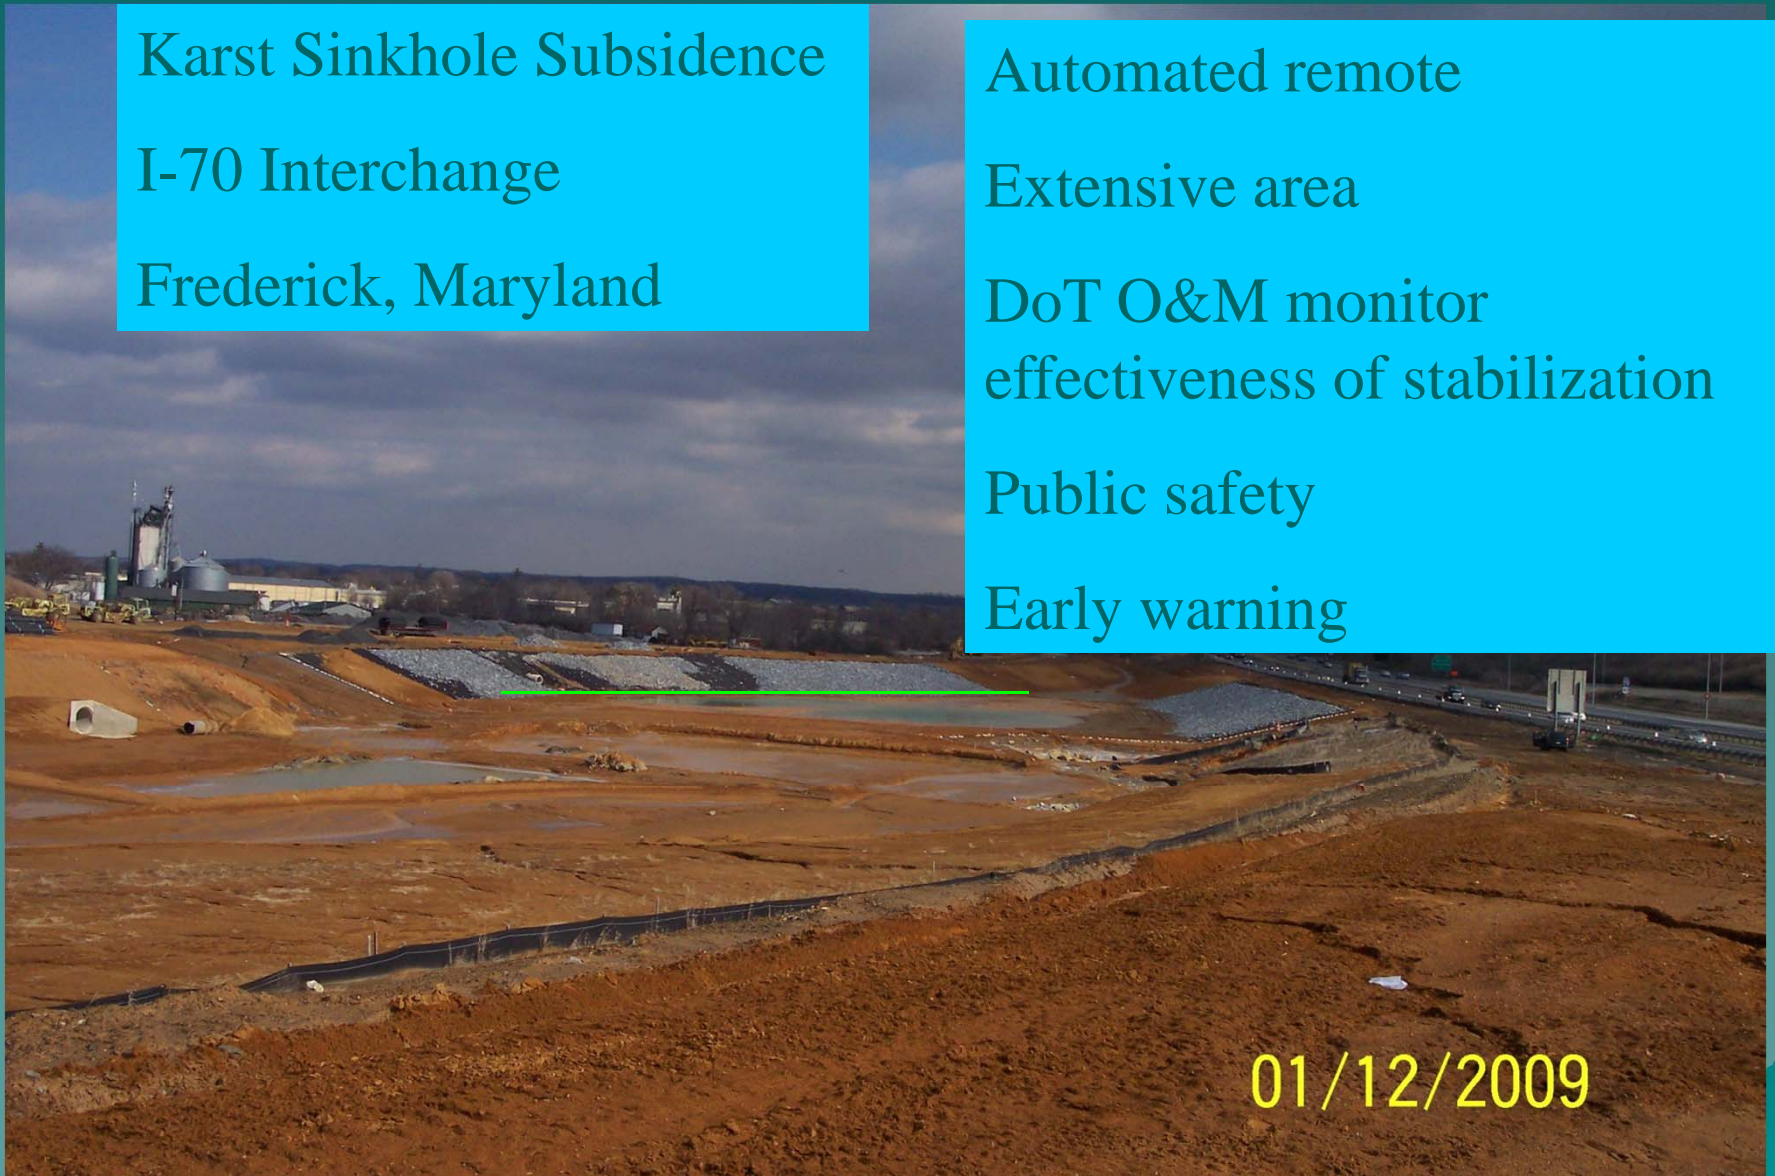 Karst Sinkhole Subsidence
I-70 Interchange
Frederick, Maryland
Automated remote
Extensive area
DoT O&M monitor
effectiveness of stabilization
Public safety
Early warning
01/12/2009